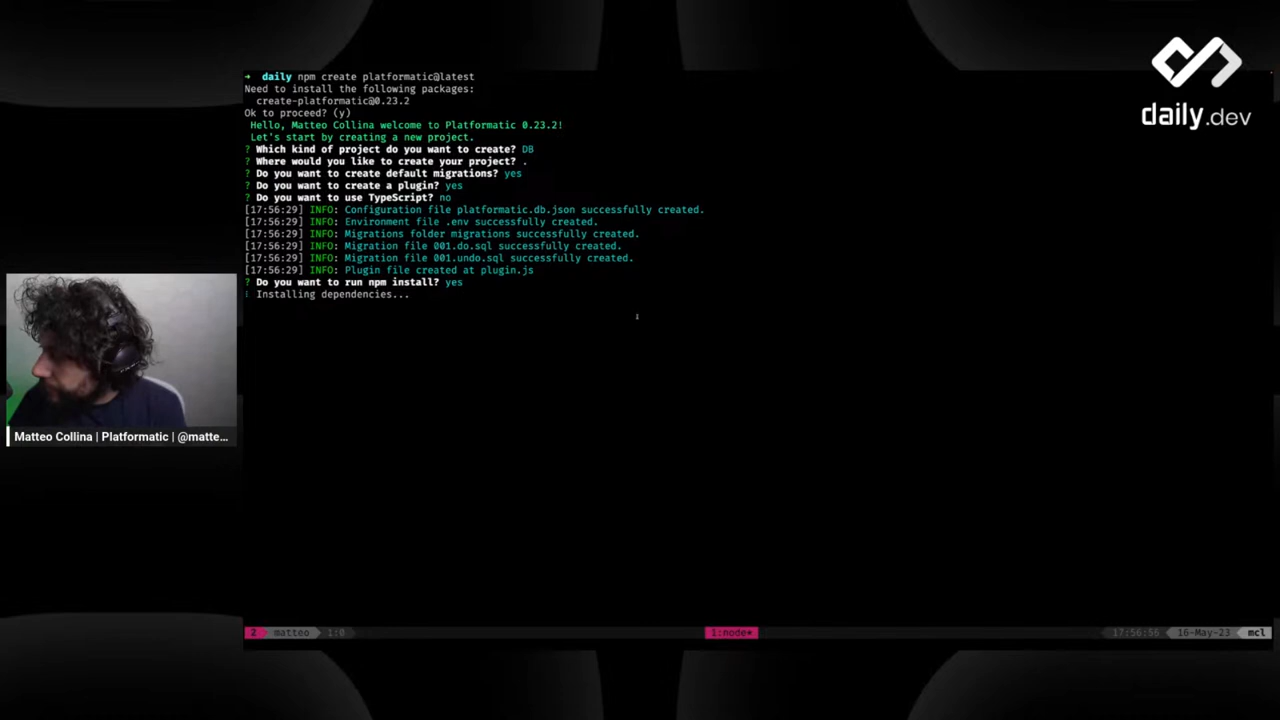 → daily npm create platformatic@latest
Need to install the following packages:
create-platformatic@0.23.2
Ok to proceed? (y)
Hello, Matteo Collina welcome to Platformatic 0.23.2!
Let's start by creating a new project.
? Which kind of project do you want to create? DB
? Where would you like to create your project? .
? Do you want to create default migrations? yes
? Do you want to create a plugin? yes
? Do you want to use TypeScript? no
[17:56:29] INFO: Configuration file platformatic.db.json successfully created.
[17:56:29] INFO: Environment file .env successfully created.
[17:56:29] INFO: Migrations folder migrations successfully created.
[17:56:29] INFO: Migration file 001.do.sql successfully created.
[17:56:29] INFO: Migration file 001.undo.sql successfully created.
[17:56:29] INFO: Plugin file created at plugin.js
? Do you want to run npm install? yes
Installing dependencies...
daily.dev
Matteo Collina | Platformatic | @matte...
2 matteo 1:0 1:node* 17:56:56 16-May-23 mcl